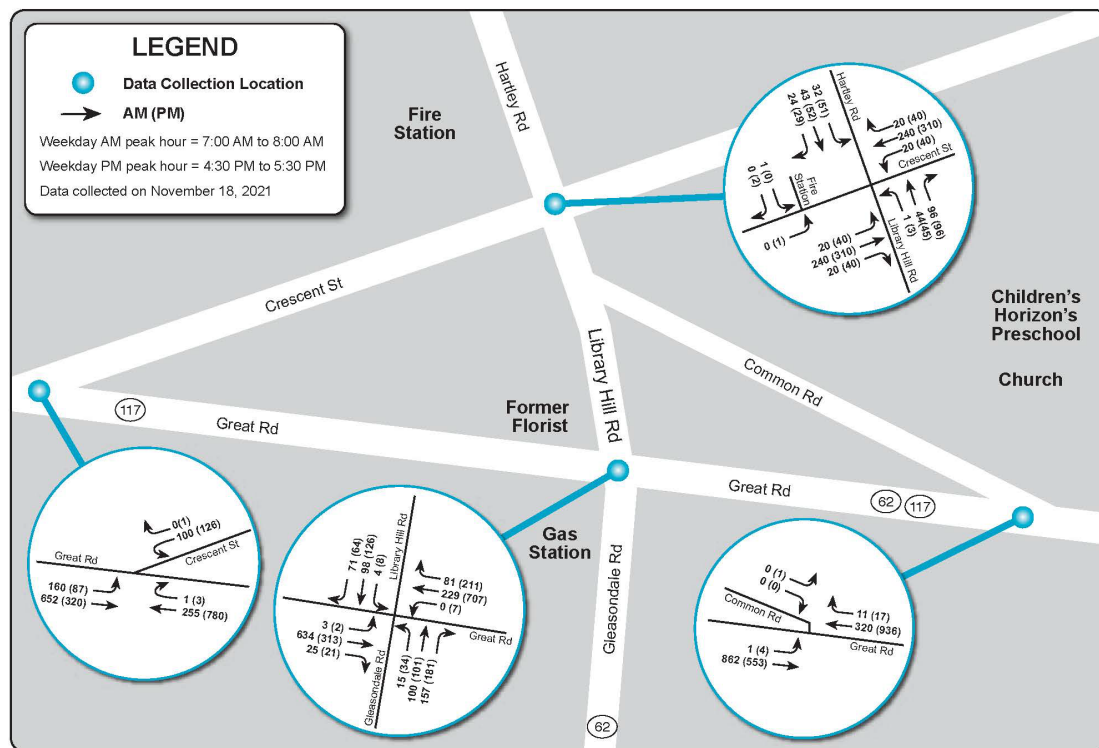 LEGEND
Data Collection Location
AM (PM)
Weekday AM peak hour = 7:00 AM to 8:00 AM
Weekday PM peak hour = 4:30 PM to 5:30 PM
Data collected on November 18, 2021
Hartley Rd
Fire
Station
Crescent St
Library Hill Rd
Common Rd
Children's
Horizon's
Preschool
Church
117
Great Rd
Former
Florist
Great Rd
62
117
Gas
Station
Gleasondale Rd
62
24 (29)
43 (52)
32 (51)
Hartley Rd
20 (40)
240 (310)
20 (40)
Crescent St
0 (2)
1 (0)
Fire
Station
0 (1)
20 (40)
240 (310)
20 (40)
1 (3)
44(45)
96 (96)
Library Hill Rd
0(1)
100 (126)
Great Rd
Crescent St
160 (87)
652 (320)
1 (3)
255 (780)
71 (64)
98 (126)
4 (8)
Library Hill Rd
81 (211)
229 (707)
0 (7)
Great Rd
3 (2)
634 (313)
25 (21)
15 (34)
100 (101)
157 (181)
Gleasondale Rd
0 (1)
0 (0)
11 (17)
320 (936)
Common Rd
Great Rd
1 (4)
862 (553)